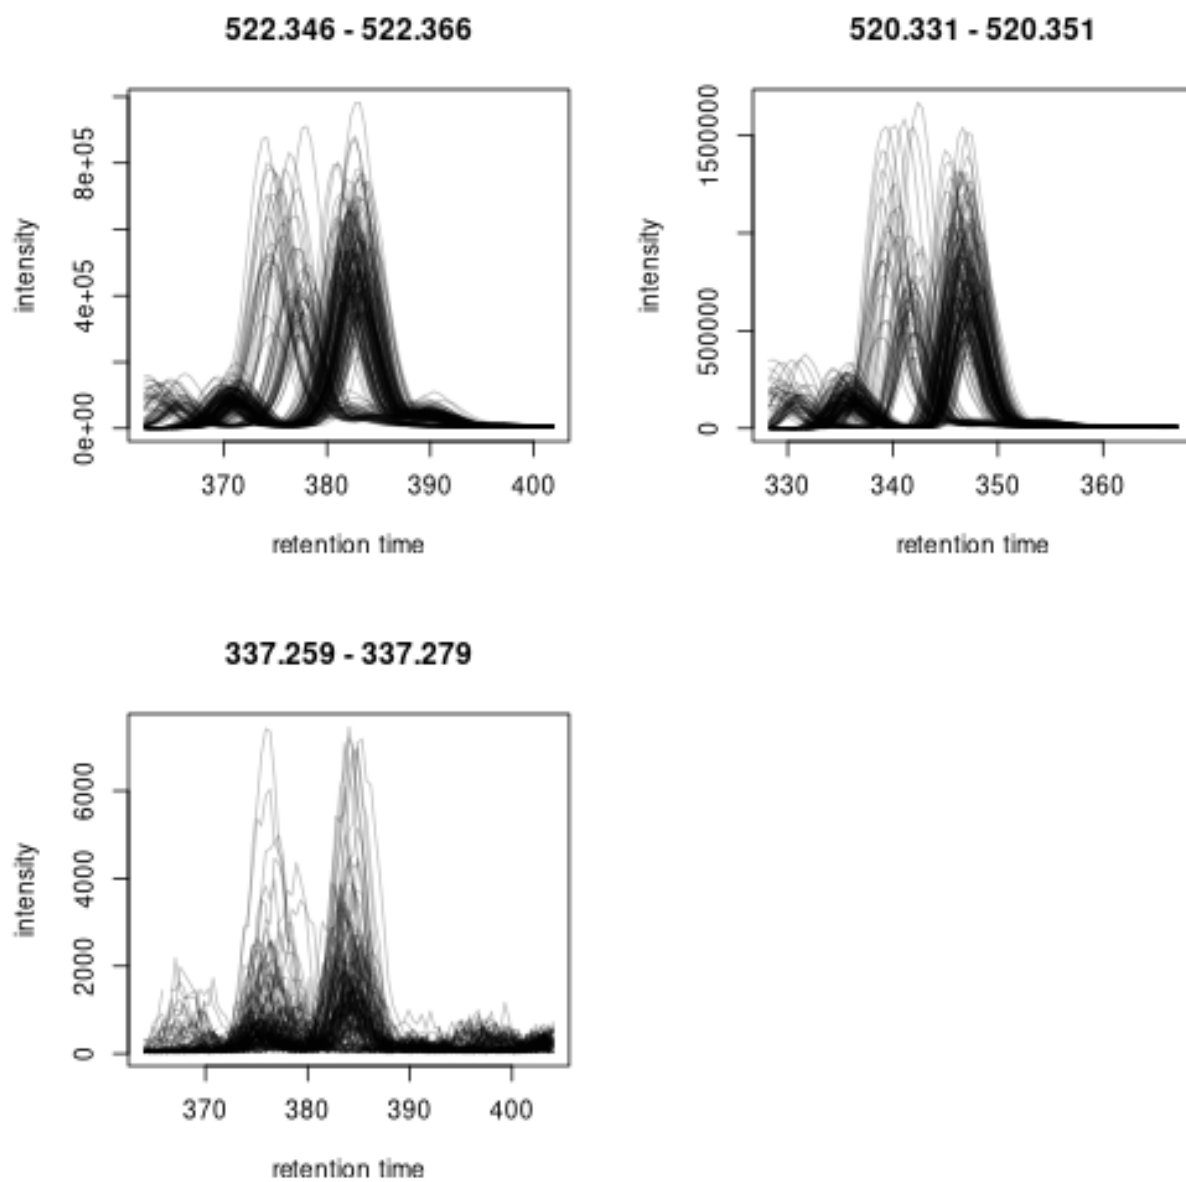 522.346 - 522.366
intensity
0e+00
4e+05
8e+05
370
380
390
400
retention time
520.331 - 520.351
intensity
0
500000
1500000
330
340
350
360
retention time
337.259 - 337.279
intensity
0
2000
4000
6000
370
380
390
400
retention time